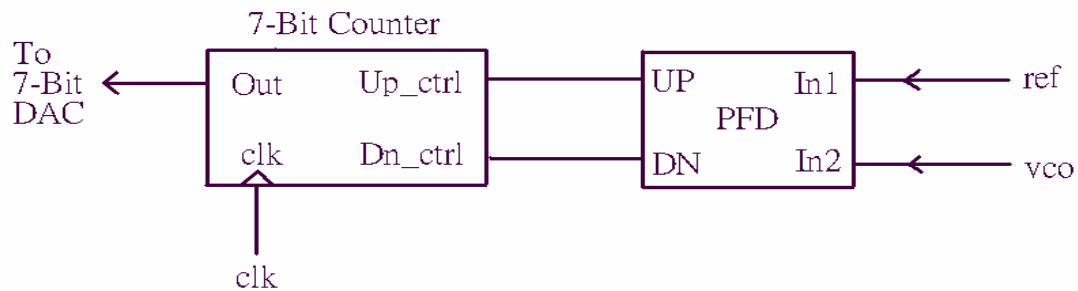 7-Bit Counter
To
7-Bit
DAC
Out
Up_ctrl
clk
Dn_ctrl
UP
In1
PFD
DN
In2
ref
vco
clk